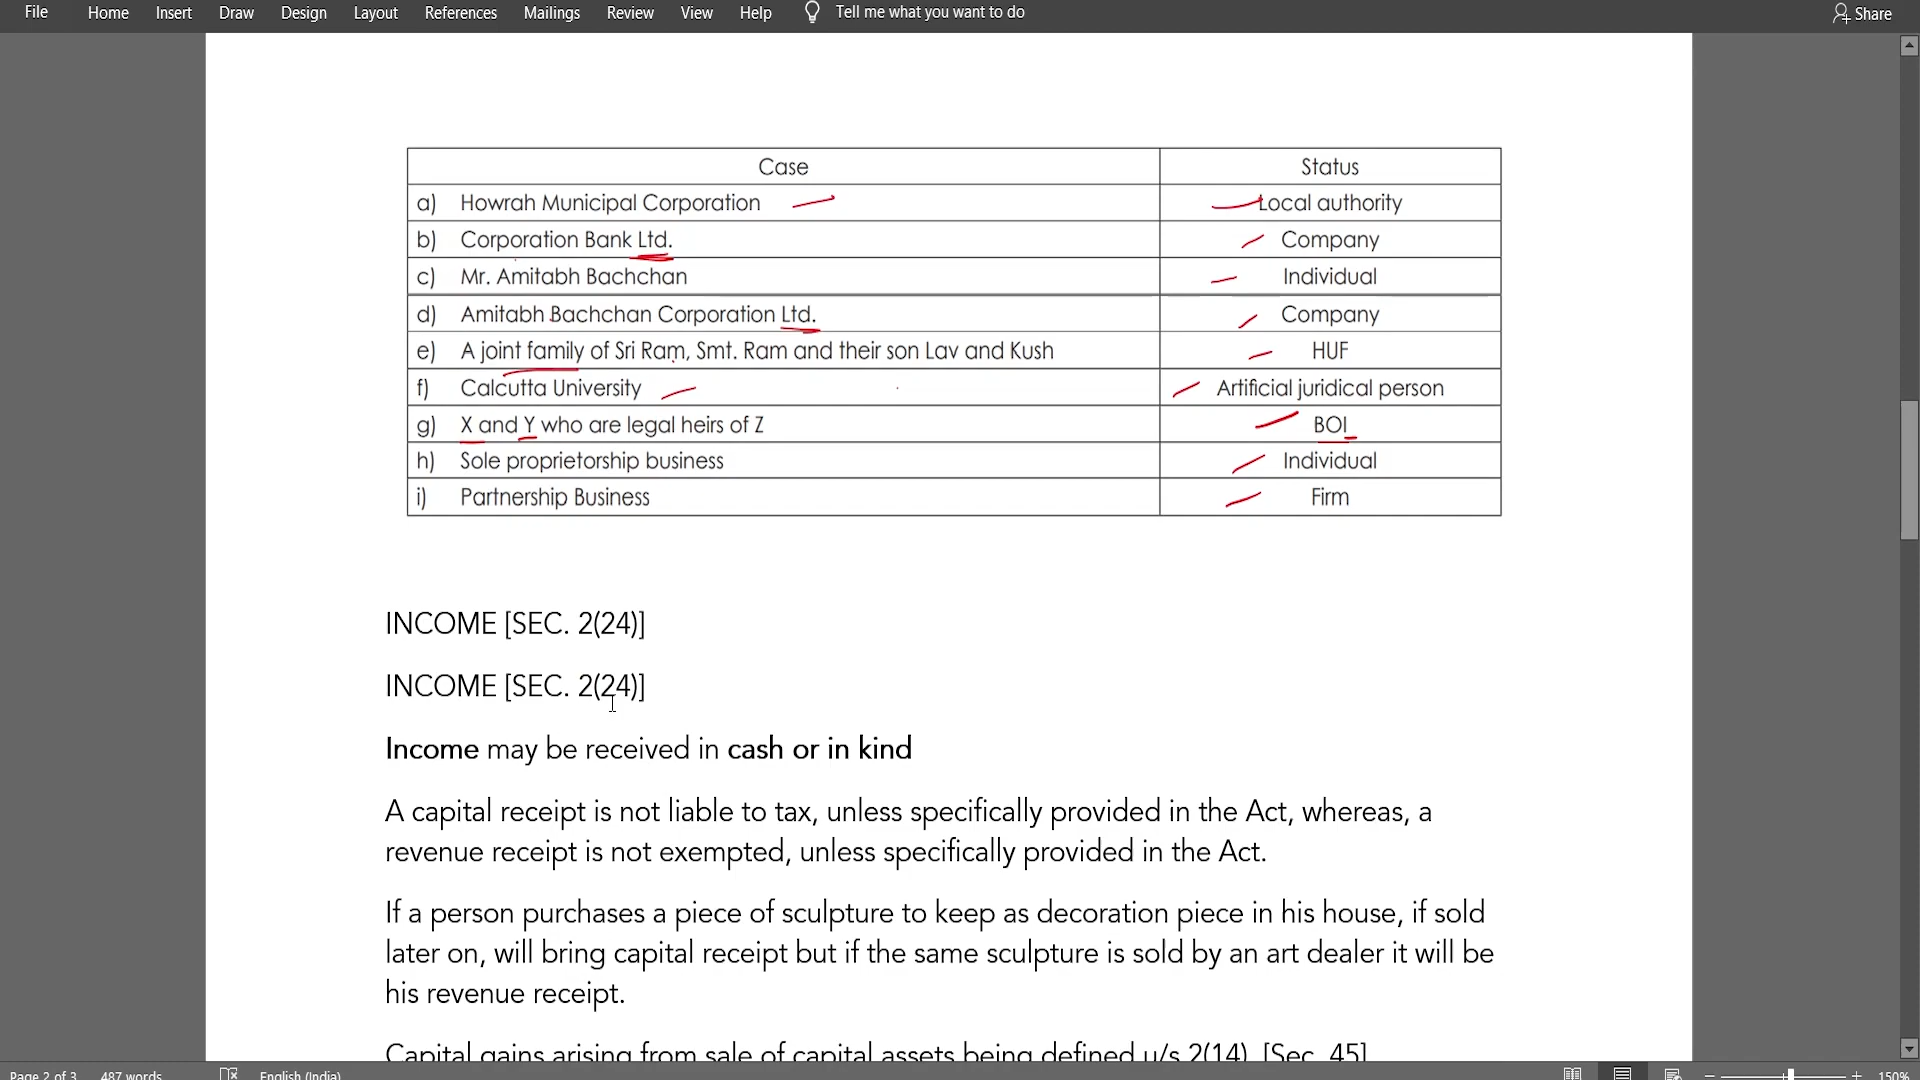 File Home Insert Draw Design Layout References Mailings Review View Help Tell me what you want to do Share
Case Status
a) Howrah Municipal Corporation Local authority
b) Corporation Bank Ltd. Company
c) Mr. Amitabh Bachchan Individual
d) Amitabh Bachchan Corporation Ltd. Company
e) A joint family of Sri Ram, Smt. Ram and their son Lav and Kush HUF
f) Calcutta University Artificial juridical person
g) X and Y who are legal heirs of Z BOI
h) Sole proprietorship business Individual
i) Partnership Business Firm
INCOME [SEC. 2(24)]
INCOME [SEC. 2(24)]
Income may be received in cash or in kind
A capital receipt is not liable to tax, unless specifically provided in the Act, whereas, a
revenue receipt is not exempted, unless specifically provided in the Act.
If a person purchases a piece of sculpture to keep as decoration piece in his house, if sold
later on, will bring capital receipt but if the same sculpture is sold by an art dealer it will be
his revenue receipt.
Capital gains arising from sale of capital assets being defined u/s 2(14). [Sec. 45]
Page 2 of 3 487 words English (India) 150%